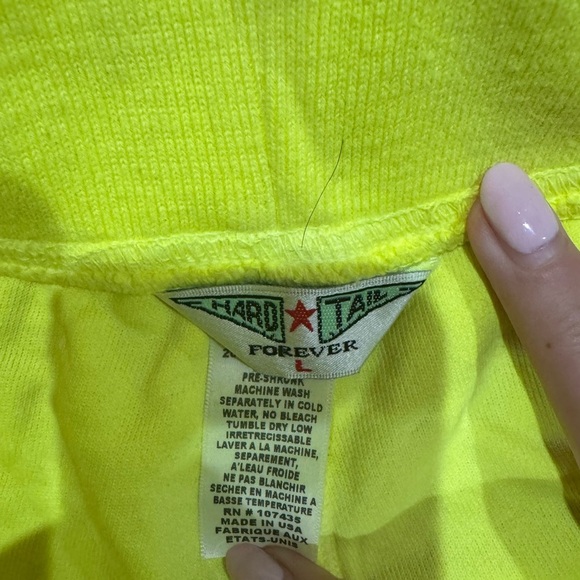 HARD TAIL
FOREVER
L
PRE-SHRUNK
MACHINE WASH
SEPARATELY IN COLD
WATER, NO BLEACH
TUMBLE DRY LOW
IRRETRECISSABLE
LAVER A LA MACHINE,
SEPAREMENT,
A'LEAU FROIDE
NE PAS BLANCHIR
SECHER EN MACHINE A
BASSE TEMPERATURE
RN # 107435
MADE IN USA
FABRIQUE AUX
ETATS-UNIS